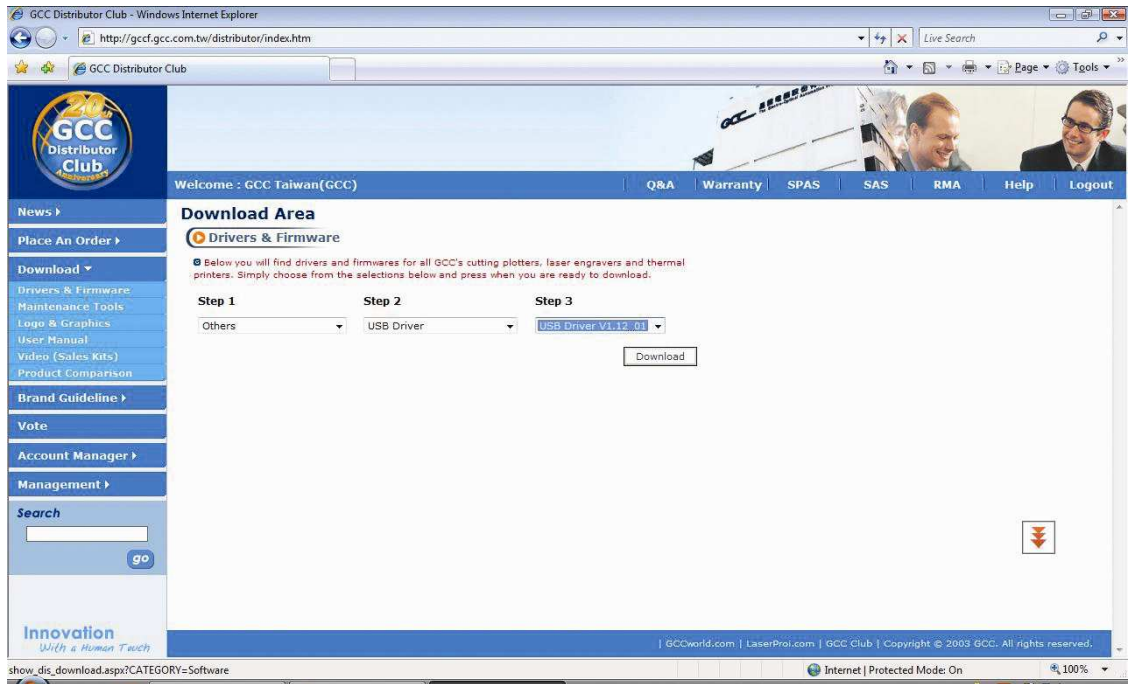 GCC Distributor Club - Windows Internet Explorer
http://gccf.gcc.com.tw/distributor/index.htm
Live Search
GCC Distributor Club
Page
Tools
20th
GCC
Distributor
Club
Anniversary
GCC
Welcome : GCC Taiwan(GCC)
Q&A
Warranty
SPAS
SAS
RMA
Help
Logout
News
Place An Order
Download
Drivers & Firmware
Maintenance Tools
Logo & Graphics
User Manual
Video (Sales Kits)
Product Comparison
Brand Guideline
Vote
Account Manager
Management
Search
go
Innovation
With a Human Touch
Download Area
Drivers & Firmware
Below you will find drivers and firmwares for all GCC's cutting plotters, laser engravers and thermal
printers. Simply choose from the selections below and press when you are ready to download.
Step 1
Step 2
Step 3
Others
USB Driver
USB Driver V1.12_01
Download
| GCCworld.com | LaserProi.com | GCC Club | Copyright © 2003 GCC. All rights reserved.
show_dis_download.aspx?CATEGORY=Software
Internet | Protected Mode: On
100%